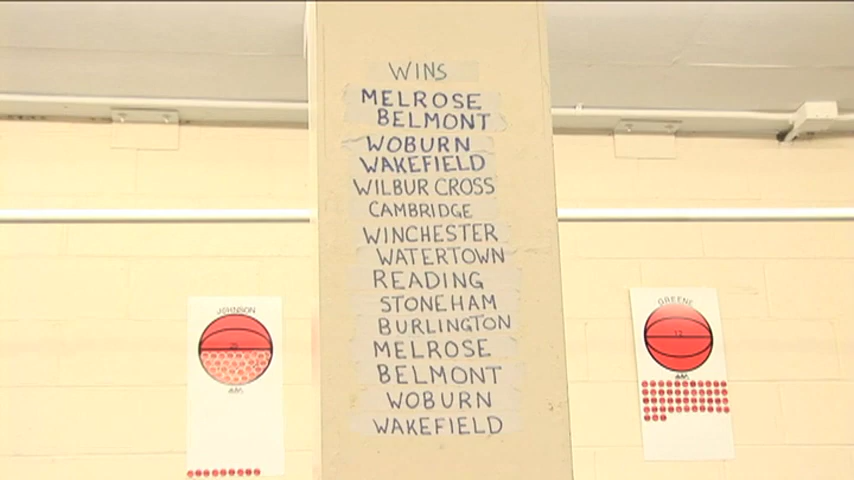 WINS
MELROSE
BELMONT
WOBURN
WAKEFIELD
WILBUR CROSS
CAMBRIDGE
WINCHESTER
WATERTOWN
READING
STONEHAM
BURLINGTON
MELROSE
BELMONT
WOBURN
WAKEFIELD
JOHNSON
GREENE
12